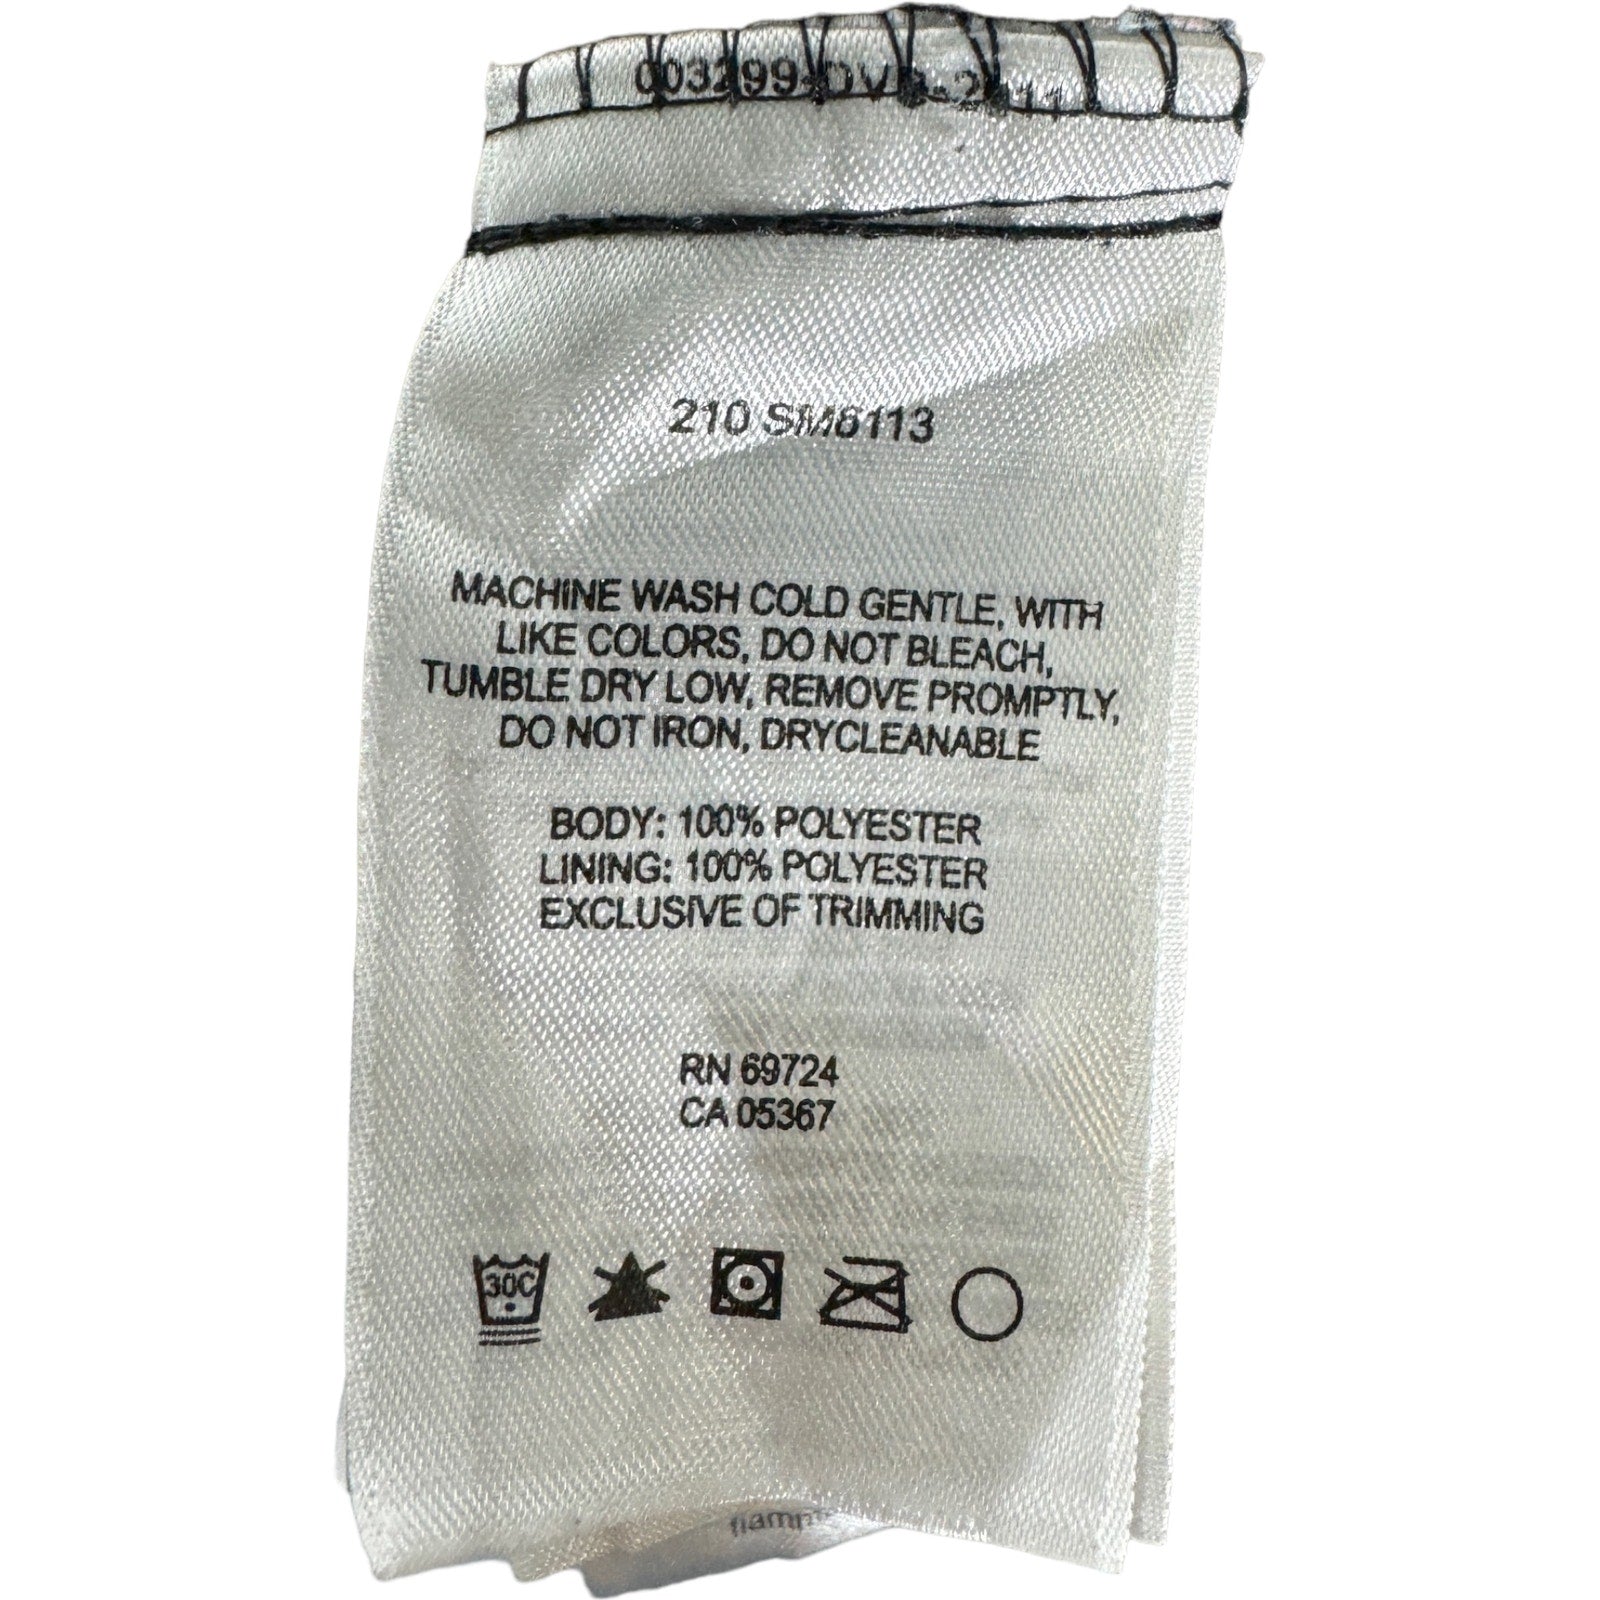 210 SM6113
MACHINE WASH COLD GENTLE, WITH
LIKE COLORS, DO NOT BLEACH,
TUMBLE DRY LOW, REMOVE PROMPTLY,
DO NOT IRON, DRYCLEANABLE
BODY: 100% POLYESTER
LINING: 100% POLYESTER
EXCLUSIVE OF TRIMMING
RN 69724
CA 05367
30C